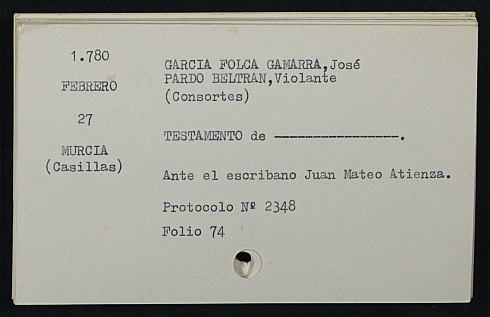 1.780
FEBRERO
27
MURCIA
(Casillas)
GARCIA FOLCA GAMARRA,José
PARDO BELTRAN,Violante
(Consortes)
TESTAMENTO de -----------------.
Ante el escribano Juan Mateo Atienza.
Protocolo Nº 2348
Folio 74